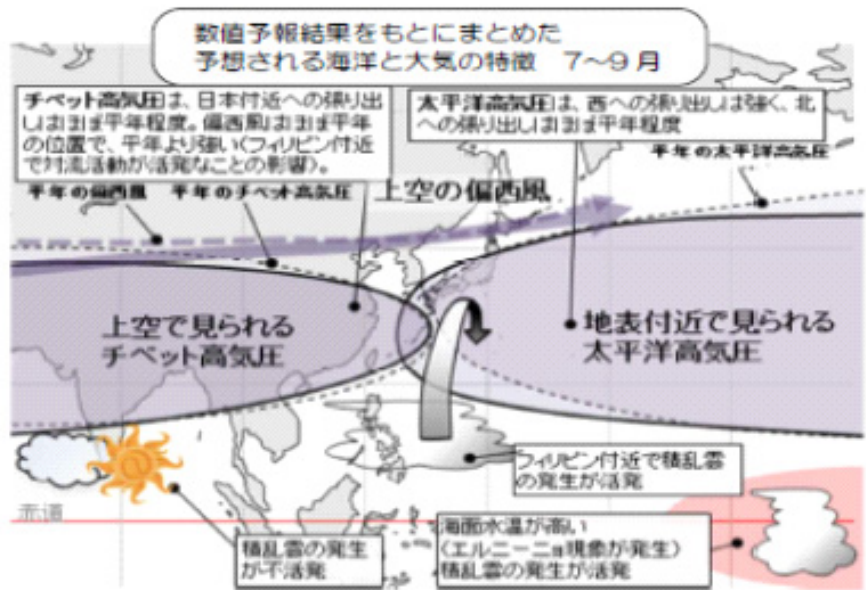 数値予報結果をもとにまとめた
予想される海洋と大気の特徴　7～9月
チベット高気圧は、日本付近への張り出
しはほぼ平年程度。偏西風はほぼ平年
の位置で、平年より強い(フィリピン付近
で対流活動が活発なことの影響)。
太平洋高気圧は、西への張り出しは強く、北
への張り出しはほぼ平年程度
平年の太平洋高気圧
平年の偏西風
平年のチベット高気圧
上空の偏西風
上空で見られる
チベット高気圧
地表付近で見られる
太平洋高気圧
フィリピン付近で積乱雲
の発生が活発
赤道
積乱雲の発生
が不活発
海面水温が高い
(エルニーニョ現象が発生)
積乱雲の発生が活発